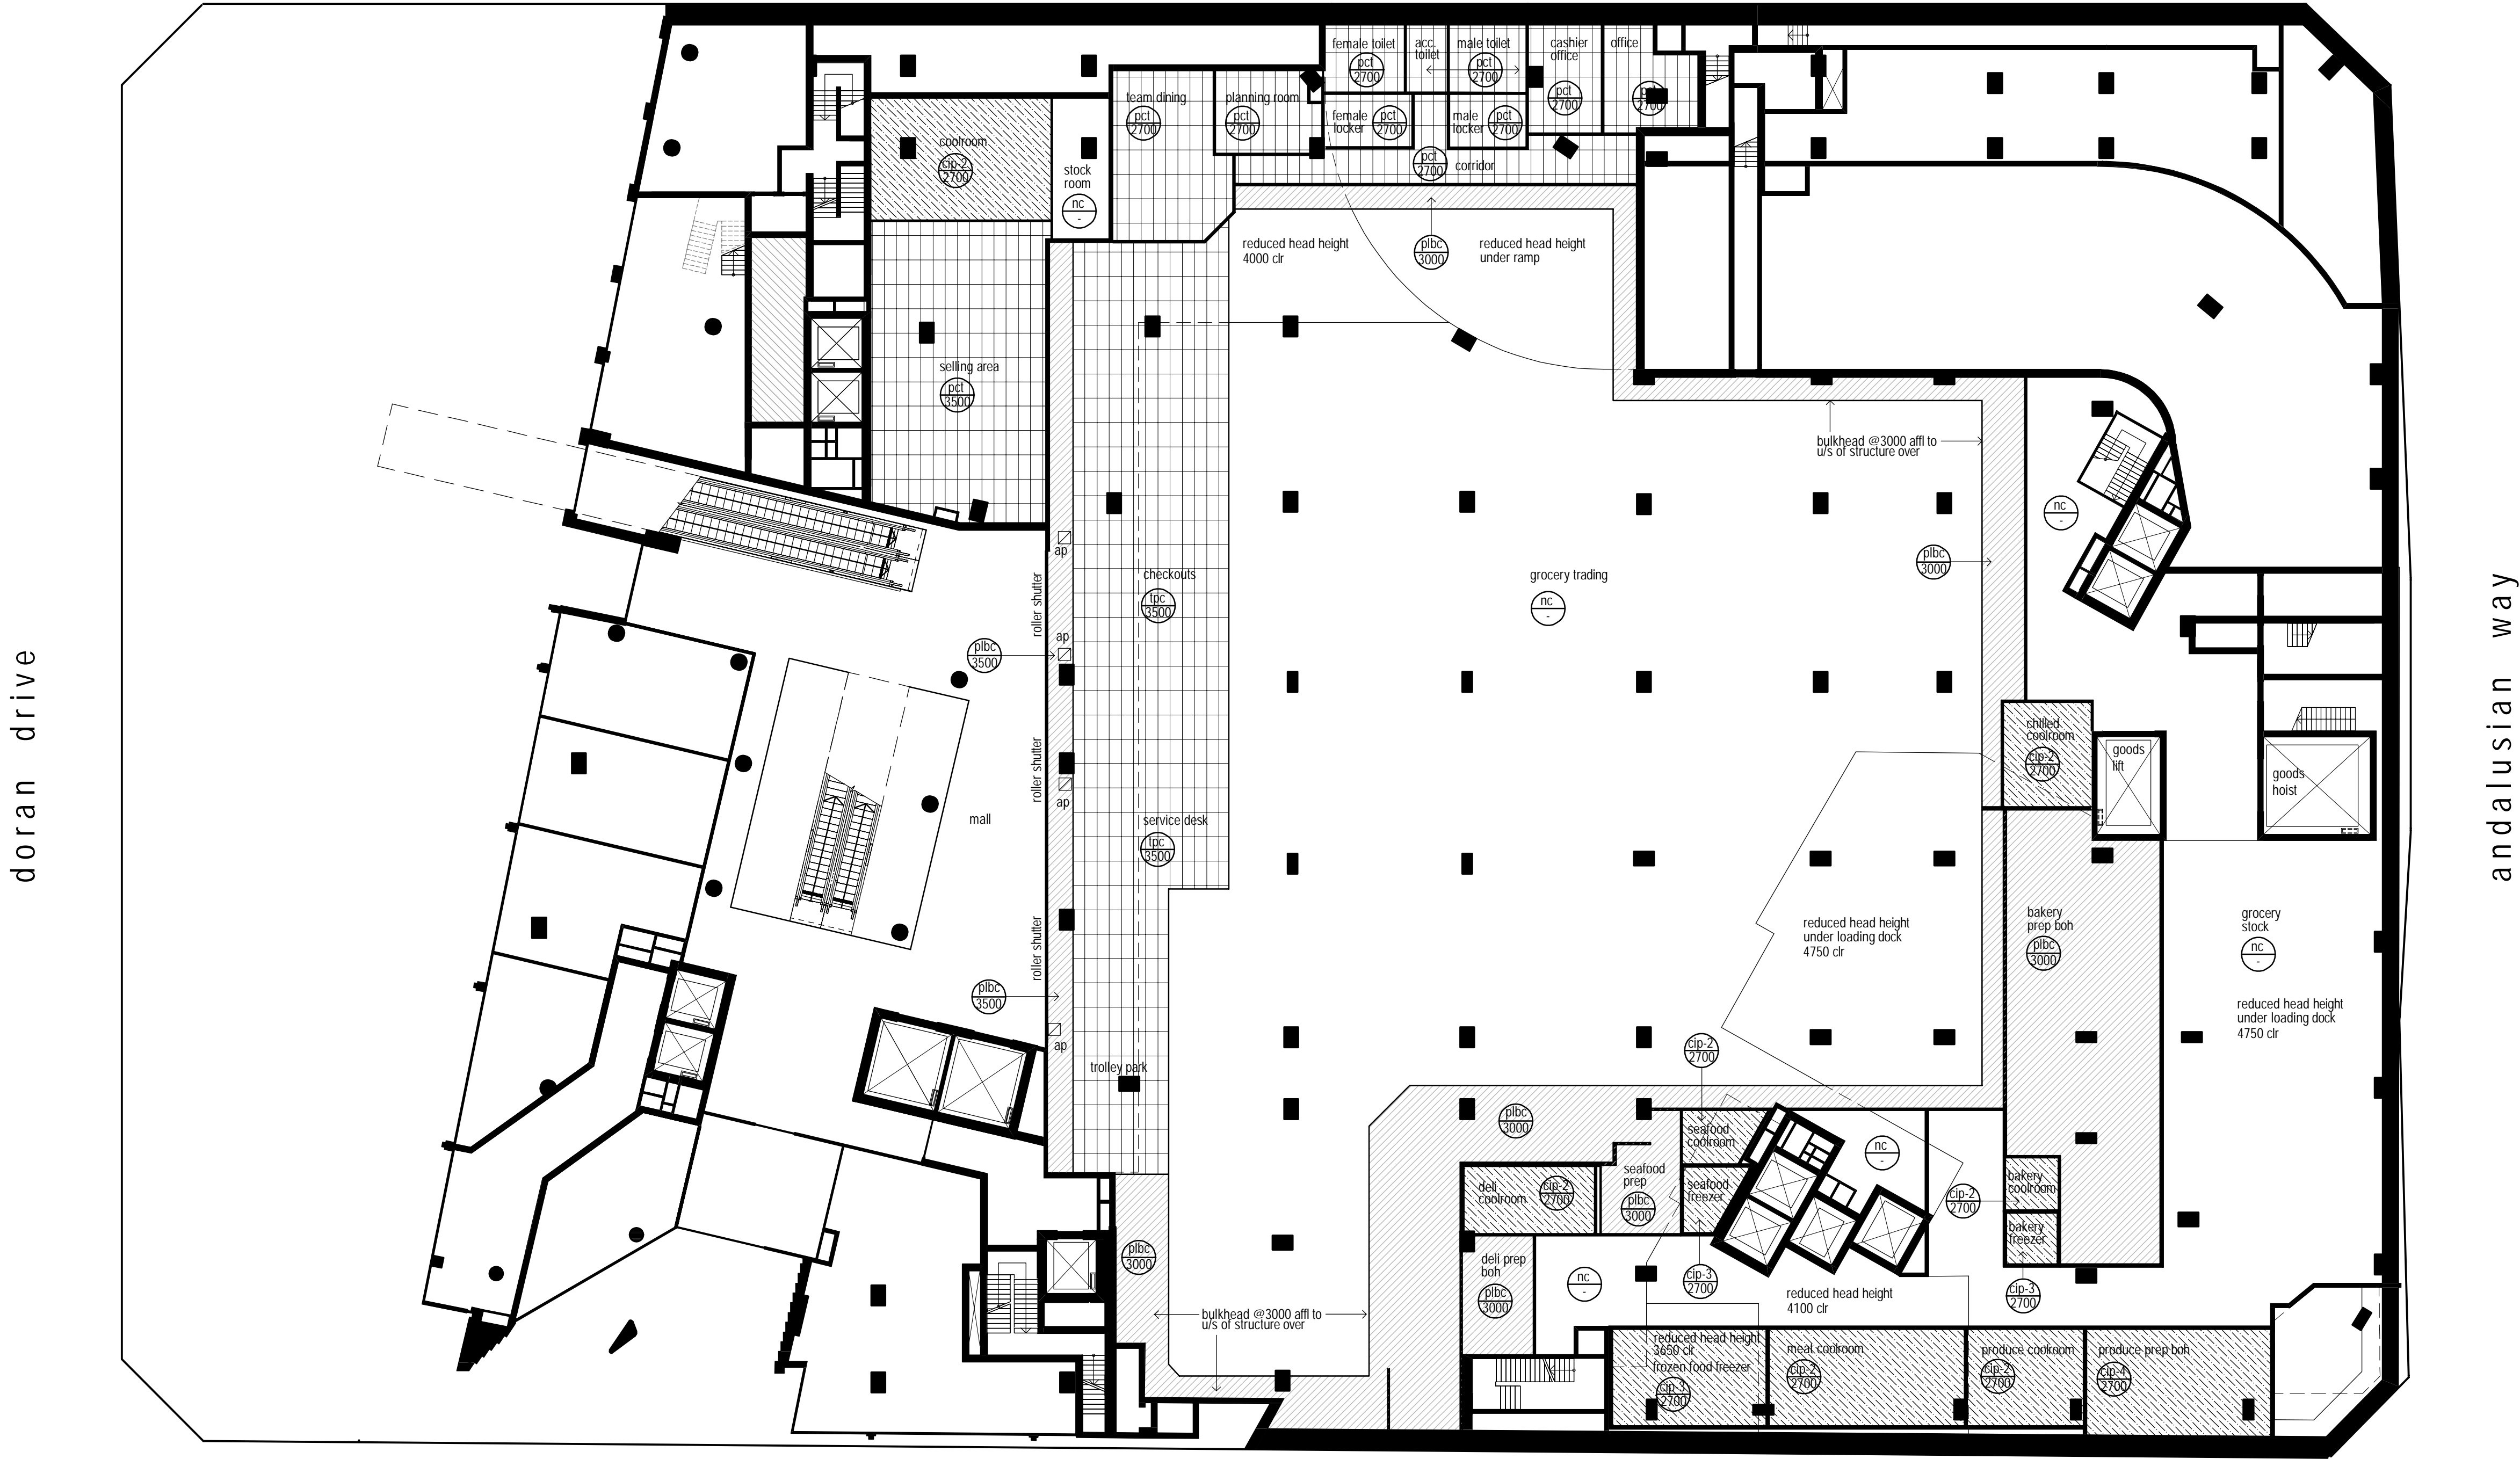 female toilet
pct
2700
acc.
toilet
male toilet
pct
2700
cashier
office
pct
2700
office
pct
2700
team dining
pct
2700
planning room
pct
2700
female
locker
pct
2700
male
locker
pct
2700
pct
2700
corridor
coolroom
cip-2
2700
stock
room
nc
-
reduced head height
4000 clr
plbc
3000
reduced head height
under ramp
selling area
pct
3500
bulkhead @3000 affl to
u/s of structure over
nc
-
ap
plbc
3000
checkouts
tpc
3500
grocery trading
nc
-
roller shutter
ap
plbc
3500
doran drive
andalusian way
chilled
coolroom
cip-2
2700
goods
lift
goods
hoist
roller shutter
ap
mall
service desk
tpc
3500
reduced head height
under loading dock
4750 clr
bakery
prep boh
plbc
3000
grocery
stock
nc
-
reduced head height
under loading dock
4750 clr
roller shutter
plbc
3500
ap
trolley park
cip-2
2700
plbc
3000
seafood
coolroom
nc
-
deli
coolroom
cip-2
2700
seafood
prep
plbc
3000
seafood
freezer
cip-2
2700
bakery
coolroom
bakery
freezer
plbc
3000
deli prep
boh
plbc
3000
nc
-
cip-3
2700
reduced head height
4100 clr
cip-3
2700
bulkhead @3000 affl to
u/s of structure over
reduced head height
3650 clr
frozen food freezer
cip-3
2700
meat coolroom
cip-2
2700
produce coolroom
cip-2
2700
produce prep boh
cip-4
2700